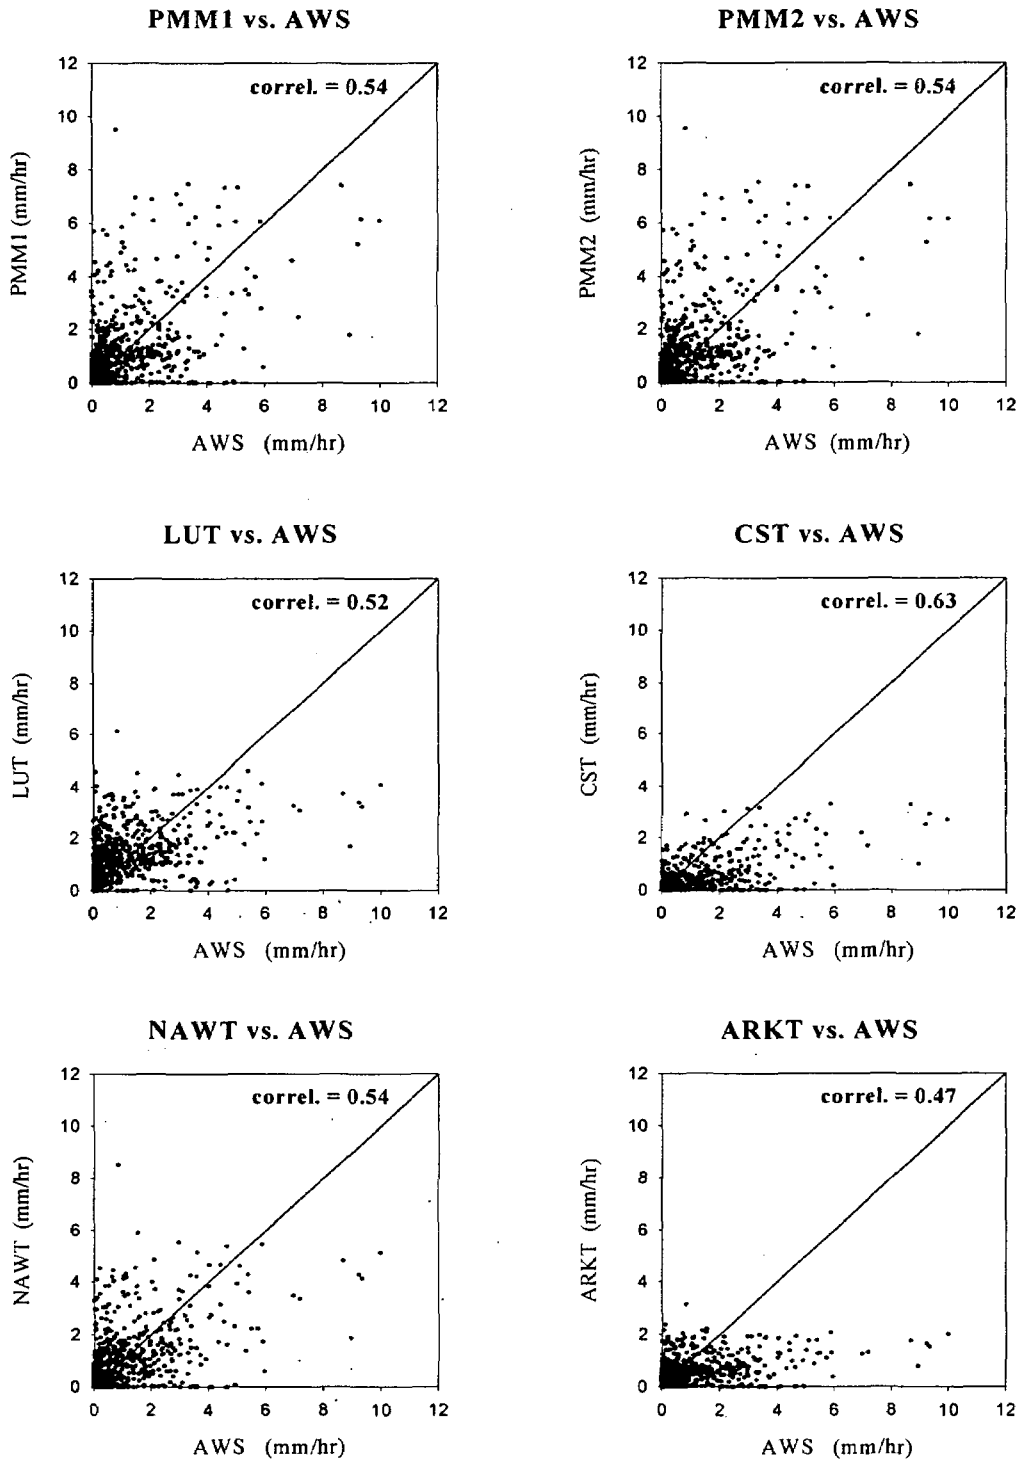 PMM1 vs. AWS
correl. = 0.54
12
10
8
6
4
2
0
PMM1 (mm/hr)
0 2 4 6 8 10 12
AWS (mm/hr)
PMM2 vs. AWS
correl. = 0.54
12
10
8
6
4
2
0
PMM2 (mm/hr)
0 2 4 6 8 10 12
AWS (mm/hr)
LUT vs. AWS
correl. = 0.52
12
10
8
6
4
2
0
LUT (mm/hr)
0 2 4 6 8 10 12
AWS (mm/hr)
CST vs. AWS
correl. = 0.63
12
10
8
6
4
2
0
CST (mm/hr)
0 2 4 6 8 10 12
AWS (mm/hr)
NAWT vs. AWS
correl. = 0.54
12
10
8
6
4
2
0
NAWT (mm/hr)
0 2 4 6 8 10 12
AWS (mm/hr)
ARKT vs. AWS
correl. = 0.47
12
10
8
6
4
2
0
ARKT (mm/hr)
0 2 4 6 8 10 12
AWS (mm/hr)